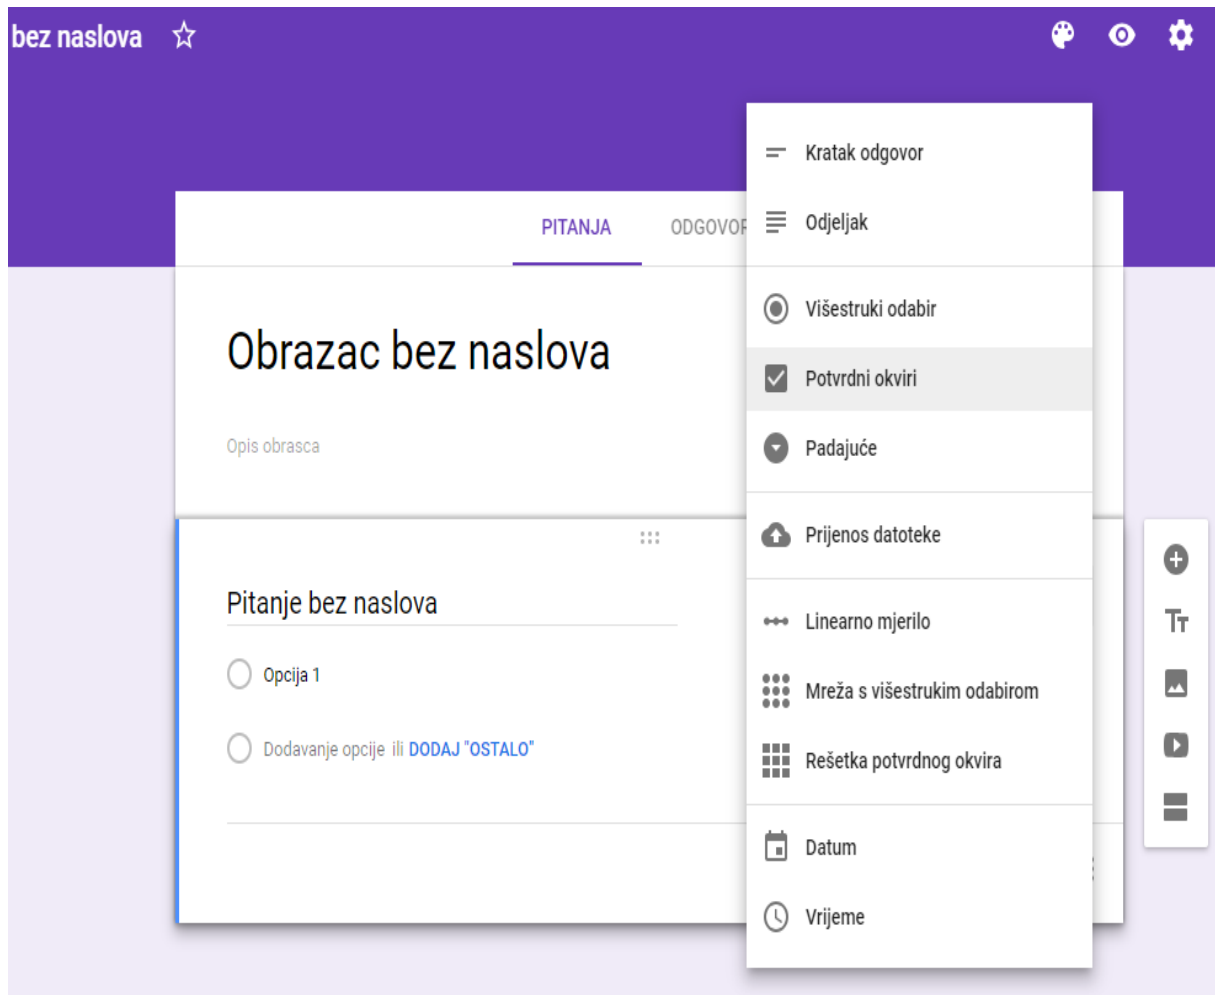 bez naslova
PITANJA
ODGOVOR
Obrazac bez naslova
Opis obrasca
Pitanje bez naslova
Opcija 1
Dodavanje opcije ili DODAJ "OSTALO"
Kratak odgovor
Odjeljak
Višestruki odabir
Potvrdni okviri
Padajuće
Prijenos datoteke
Linearno mjerilo
Mreža s višestrukim odabirom
Rešetka potvrdnog okvira
Datum
Vrijeme
Tт